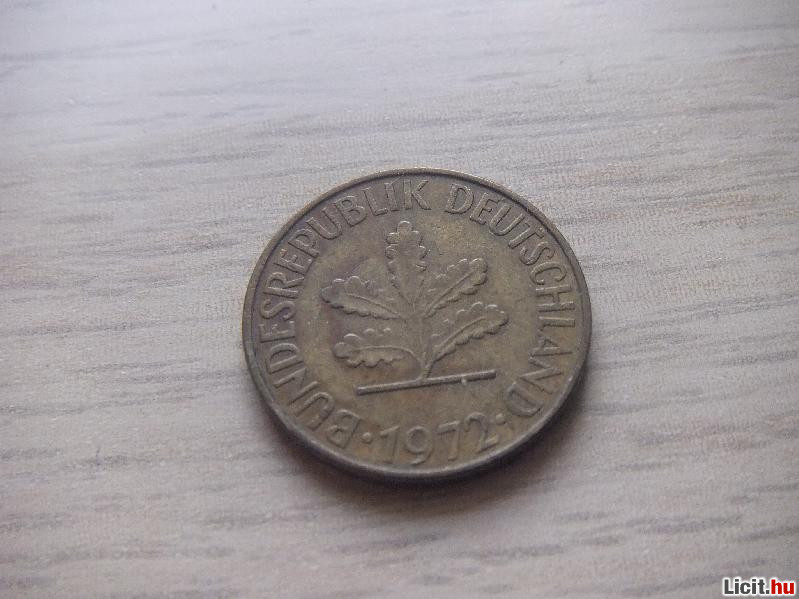 BUNDESREPUBLIK DEUTSCHLAND
· 1972 ·
Licit.hu